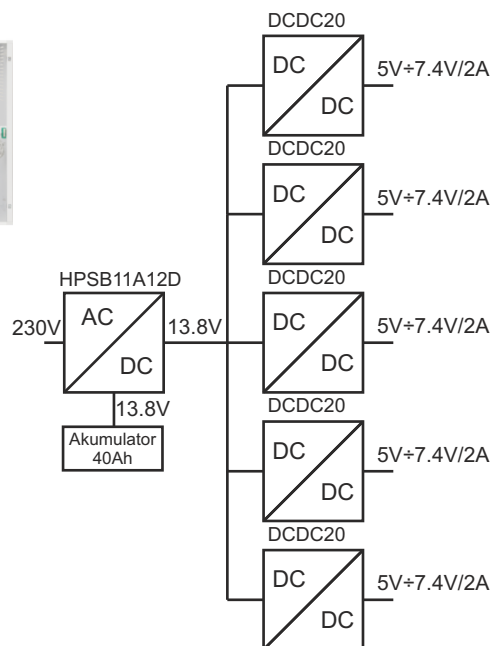 DCDC20
DC
DC
5V÷7.4V/2A
DCDC20
DC
DC
5V÷7.4V/2A
HPSB11A12D
230V
AC
DC
13.8V
13.8V
Akumulator
40Ah
DCDC20
DC
DC
5V÷7.4V/2A
DCDC20
DC
DC
5V÷7.4V/2A
DCDC20
DC
DC
5V÷7.4V/2A